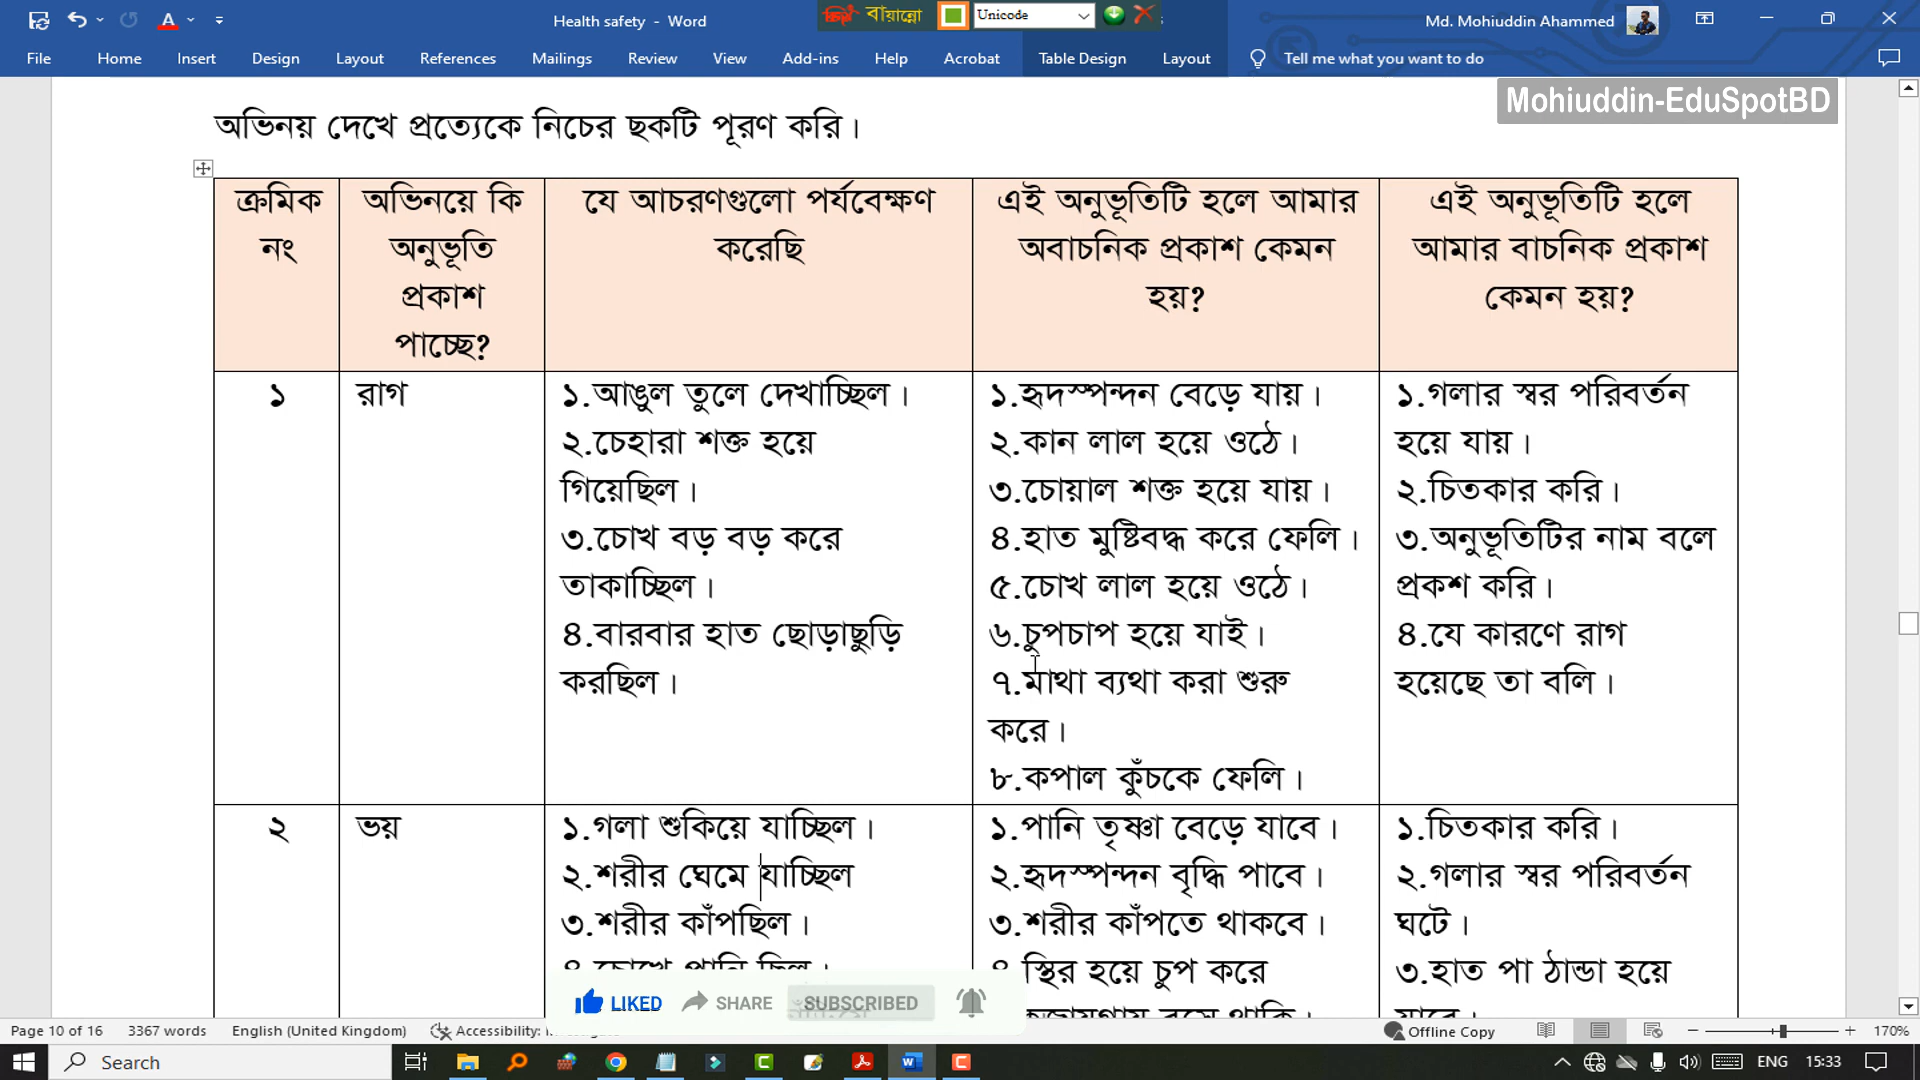 Health safety - Word
বায়ান্নো
Unicode
Md. Mohiuddin Ahammed
File Home Insert Design Layout References Mailings Review View Add-ins Help Acrobat Table Design Layout Tell me what you want to do
Mohiuddin-EduSpotBD
অভিনয় দেখে প্রত্যেকে নিচের ছকটি পূরণ করি।
ক্রমিক
নং
অভিনয়ে কি
অনুভূতি
প্রকাশ
পাচ্ছে?
যে আচরণগুলো পর্যবেক্ষণ
করেছি
এই অনুভূতিটি হলে আমার
অবাচনিক প্রকাশ কেমন
হয়?
এই অনুভূতিটি হলে
আমার বাচনিক প্রকাশ
কেমন হয়?
১
রাগ
১.আঙুল তুলে দেখাচ্ছিল।
২.চেহারা শক্ত হয়ে
গিয়েছিল।
৩.চোখ বড় বড় করে
তাকাচ্ছিল।
৪.বারবার হাত ছোড়াছুড়ি
করছিল।
১.হৃদস্পন্দন বেড়ে যায়।
২.কান লাল হয়ে ওঠে।
৩.চোয়াল শক্ত হয়ে যায়।
৪.হাত মুষ্টিবদ্ধ করে ফেলি।
৫.চোখ লাল হয়ে ওঠে।
৬.চুপচাপ হয়ে যাই।
৭.মাথা ব্যথা করা শুরু
করে।
৮.কপাল কুঁচকে ফেলি।
১.গলার স্বর পরিবর্তন
হয়ে যায়।
২.চিতকার করি।
৩.অনুভূতিটির নাম বলে
প্রকশ করি।
৪.যে কারণে রাগ
হয়েছে তা বলি।
২
ভয়
১.গলা শুকিয়ে যাচ্ছিল।
২.শরীর ঘেমে যাচ্ছিল
৩.শরীর কাঁপছিল।
৪.চোখে পানি ছিল।
১.পানি তৃষ্ণা বেড়ে যাবে।
২.হৃদস্পন্দন বৃদ্ধি পাবে।
৩.শরীর কাঁপতে থাকবে।
৪.স্থির হয়ে চুপ করে
১.চিতকার করি।
২.গলার স্বর পরিবর্তন
ঘটে।
৩.হাত পা ঠান্ডা হয়ে
যাবে।
LIKED SHARE SUBSCRIBED
Page 10 of 16 3367 words English (United Kingdom) Accessibility: Offline Copy 170%
Search ENG 15:33